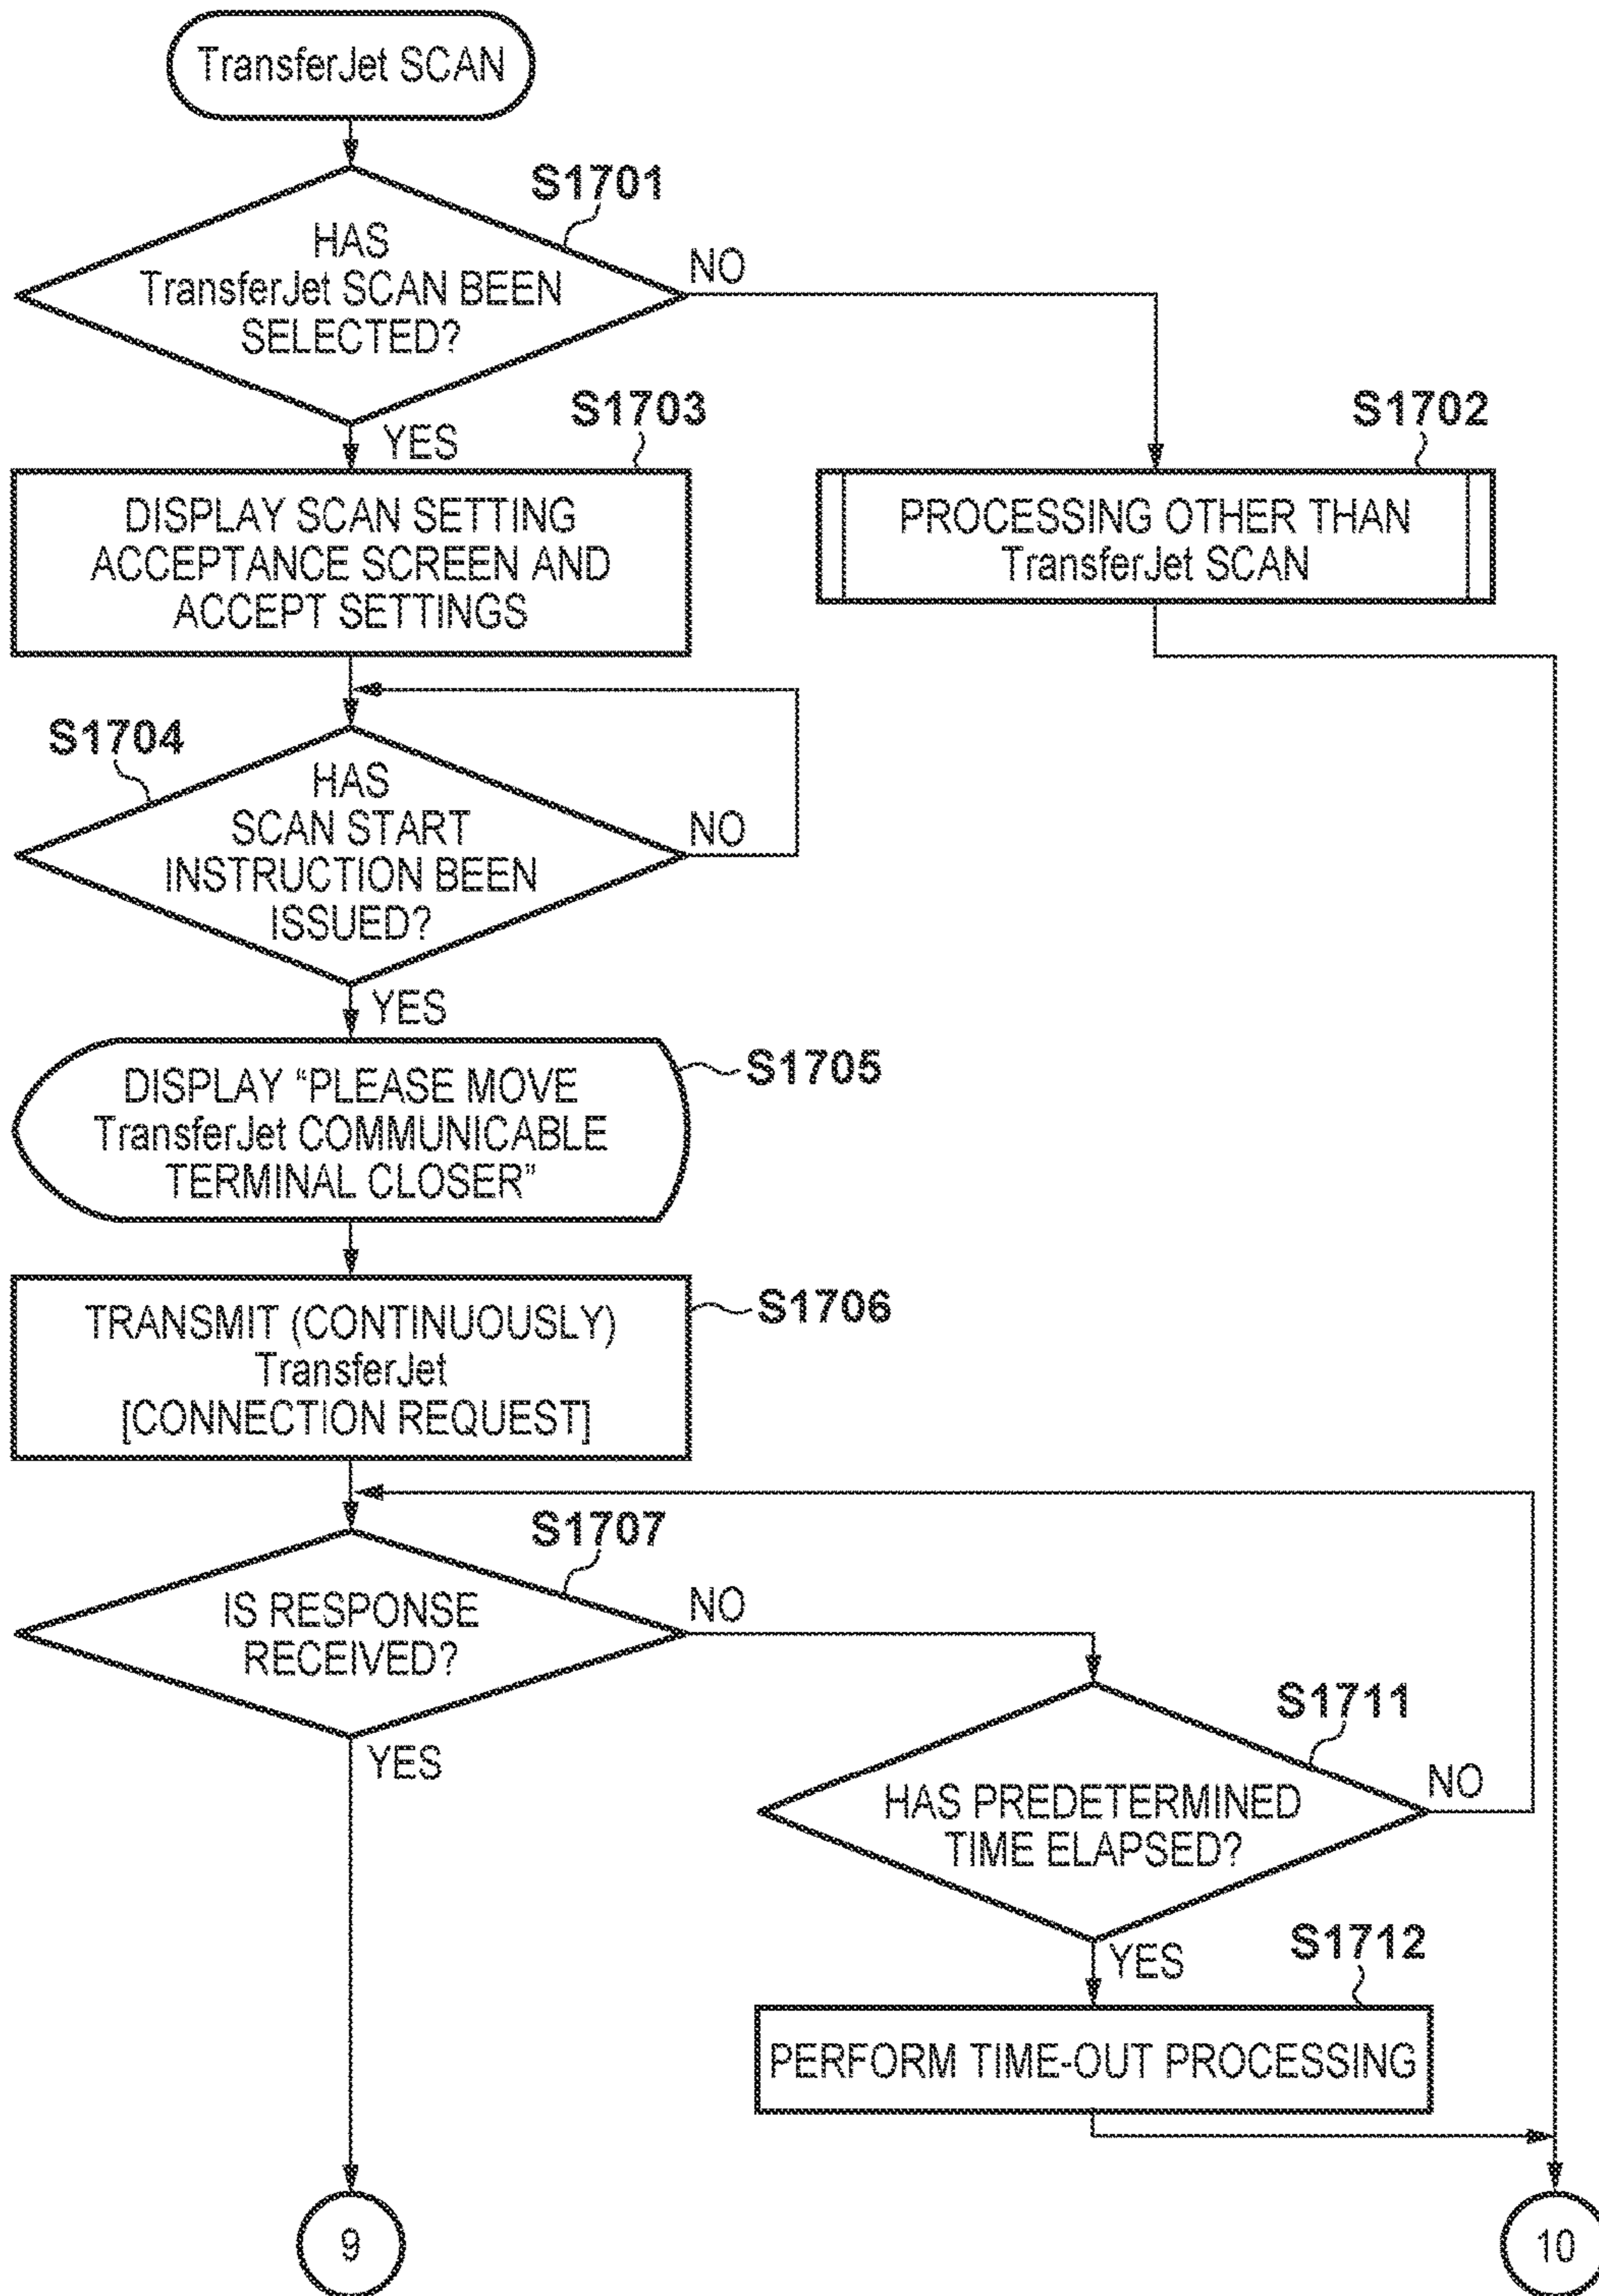 TransferJet SCAN
S1701
HAS
TransferJet SCAN BEEN
SELECTED?
NO
YES
S1703
S1702
DISPLAY SCAN SETTING
ACCEPTANCE SCREEN AND
ACCEPT SETTINGS
PROCESSING OTHER THAN
TransferJet SCAN
S1704
HAS
SCAN START
INSTRUCTION BEEN
ISSUED?
NO
YES
S1705
DISPLAY “PLEASE MOVE
TransferJet COMMUNICABLE
TERMINAL CLOSER”
S1706
TRANSMIT (CONTINUOUSLY)
TransferJet
[CONNECTION REQUEST]
S1707
IS RESPONSE
RECEIVED?
NO
YES
S1711
HAS PREDETERMINED
TIME ELAPSED?
NO
YES
S1712
PERFORM TIME-OUT PROCESSING
9
10